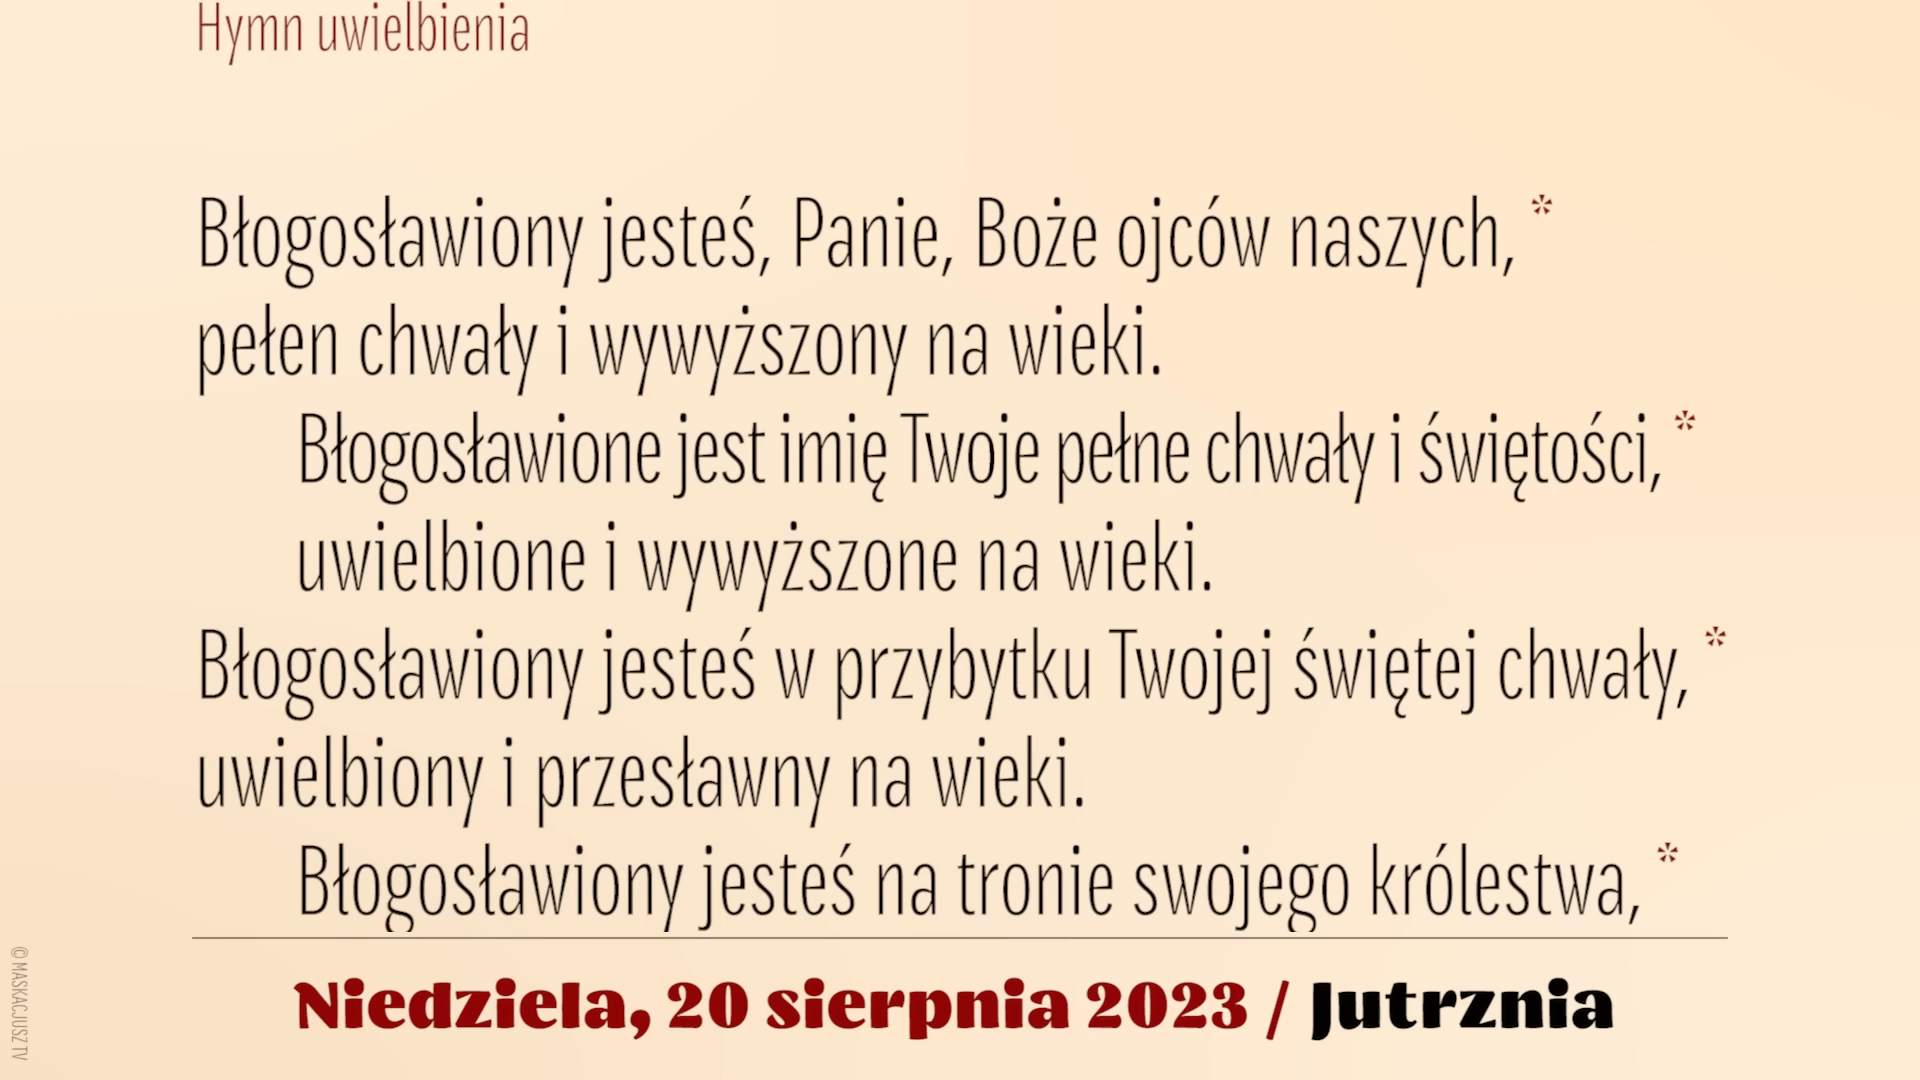 Hymn uwielbienia
Błogosławiony jesteś, Panie, Boże ojców naszych, *
pełen chwały i wywyższony na wieki.
Błogosławione jest imię Twoje pełne chwały i świętości, *
uwielbione i wywyższone na wieki.
Błogosławiony jesteś w przybytku Twojej świętej chwały, *
uwielbiony i przesławny na wieki.
Błogosławiony jesteś na tronie swojego królestwa, *
Niedziela, 20 sierpnia 2023 / Jutrznia
© MASKACJUSZ TV